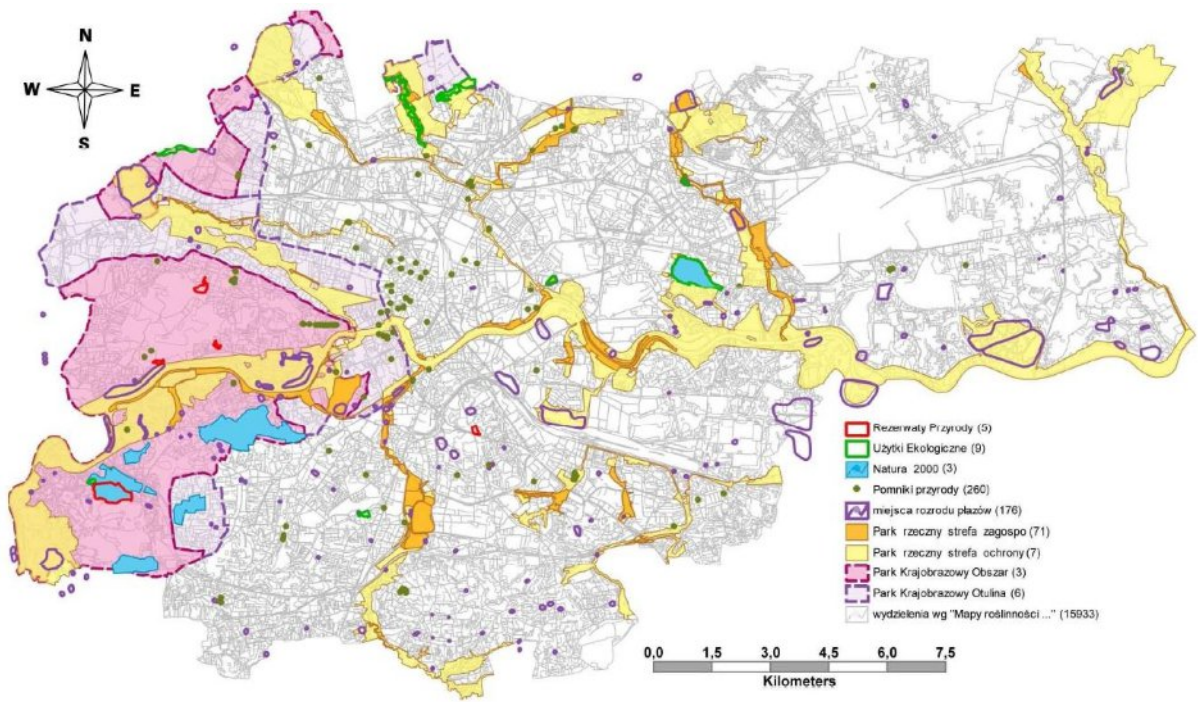 N
W E
S
Rezerwaty Przyrody (5)
Użytki Ekologiczne (9)
Natura 2000 (3)
Pomniki przyrody (260)
miejsca rozrodu płazów (176)
Park rzeczny strefa zagospo (71)
Park rzeczny strefa ochrony (7)
Park Krajobrazowy Obszar (3)
Park Krajobrazowy Otulina (6)
wydzielenia wg "Mapy roślinności ..." (15933)
0,0 1,5 3,0 4,5 6,0 7,5
Kilometers